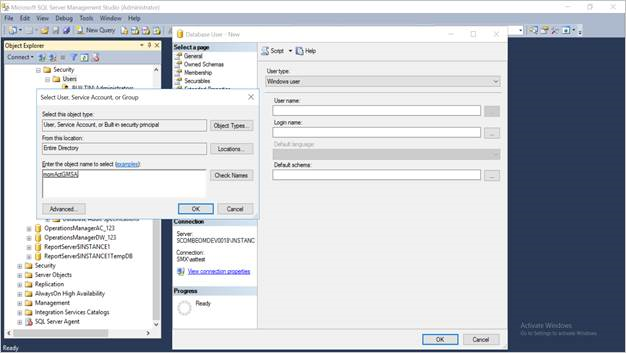 Microsoft SQL Server Management Studio (Administrator)
File Edit View Debug Tools Window Help
New Query
Object Explorer
Connect
Security
Users
BUILTIN\Administrators
Select User, Service Account, or Group
Select this object type:
User, Service Account, or Built-in security principal
Object Types...
From this location:
Entire Directory
Locations...
Enter the object name to select (examples):
momActGMSA
Check Names
Advanced...
OK
Cancel
Database Audit Specifications
OperationsManagerAC_123
OperationsManagerDW_123
ReportServer$INSTANCE1
ReportServer$INSTANCE1TempDB
Security
Server Objects
Replication
AlwaysOn High Availability
Management
Integration Services Catalogs
SQL Server Agent
Ready
Database User - New
Select a page
General
Owned Schemas
Membership
Securables
Extended Properties
Connection
Server:
SCOMBEOMDEV0018\INSTANC
Connection:
SMX\asttest
View connection properties
Progress
Ready
Script
Help
User type:
Windows user
User name:
...
Login name:
...
Default language:
Default schema:
...
OK
Cancel
Activate Windows
Go to Settings to activate Windows.